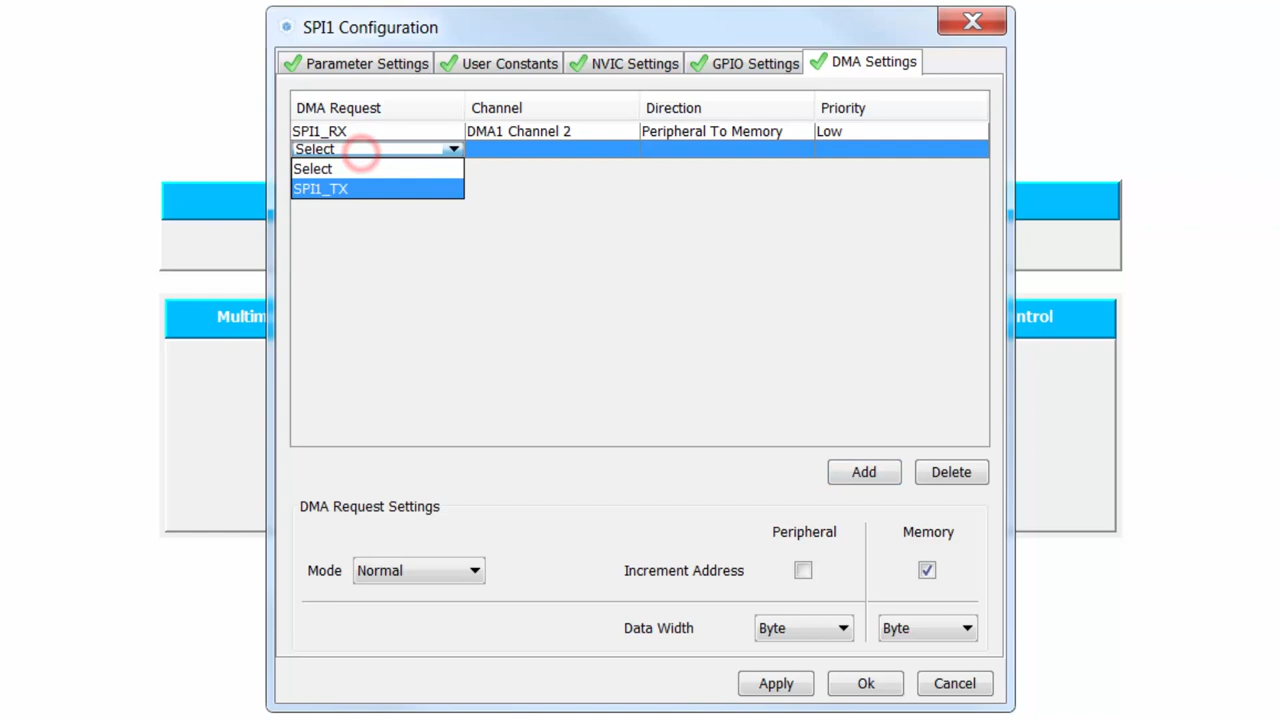 SPI1 Configuration
Parameter Settings User Constants NVIC Settings GPIO Settings DMA Settings
DMA Request Channel Direction Priority
SPI1_RX DMA1 Channel 2 Peripheral To Memory Low
Select
Select
SPI1_TX
Multim
ntrol
Add Delete
DMA Request Settings
Peripheral Memory
Mode Normal Increment Address
Data Width Byte Byte
Apply Ok Cancel